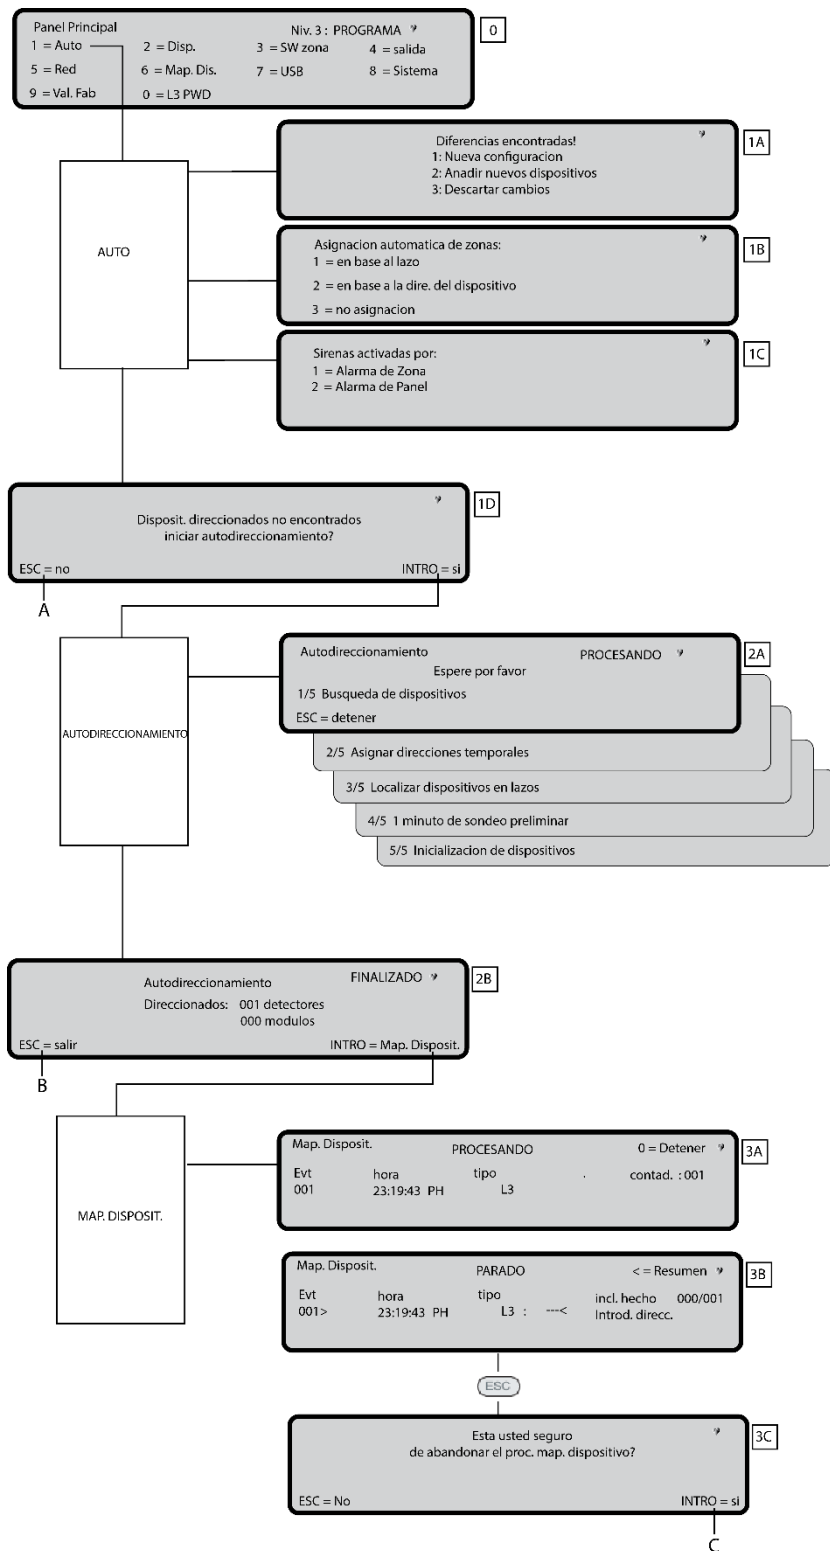 Panel Principal Niv. 3 : PROGRAMA
1 = Auto 2 = Disp. 3 = SW zona 4 = salida
5 = Red 6 = Map. Dis. 7 = USB 8 = Sistema
9 = Val. Fab 0 = L3 PWD
0
Diferencias encontradas!
1: Nueva configuracion
2: Anadir nuevos dispositivos
3: Descartar cambios
1A
AUTO
Asignacion automatica de zonas:
1 = en base al lazo
2 = en base a la dire. del dispositivo
3 = no asignacion
1B
Sirenas activadas por:
1 = Alarma de Zona
2 = Alarma de Panel
1C
Disposit. direccionados no encontrados
iniciar autodireccionamiento?
ESC = no INTRO = si
1D
A
AUTODIRECCIONAMIENTO
Autodireccionamiento PROCESANDO
Espere por favor
1/5 Busqueda de dispositivos
ESC = detener
2A
2/5 Asignar direcciones temporales
3/5 Localizar dispositivos en lazos
4/5 1 minuto de sondeo preliminar
5/5 Inicializacion de dispositivos
Autodireccionamiento FINALIZADO
Direccionados: 001 detectores
000 modulos
ESC = salir INTRO = Map. Disposit.
2B
B
MAP. DISPOSIT.
Map. Disposit. PROCESANDO 0 = Detener
Evt hora tipo . contad. : 001
001 23:19:43 PH L3
3A
Map. Disposit. PARADO < = Resumen
Evt hora tipo incl. hecho 000/001
001> 23:19:43 PH L3 : ---< Introd. direcc.
3B
ESC
Esta usted seguro
de abandonar el proc. map. dispositivo?
ESC = No INTRO = si
3C
C